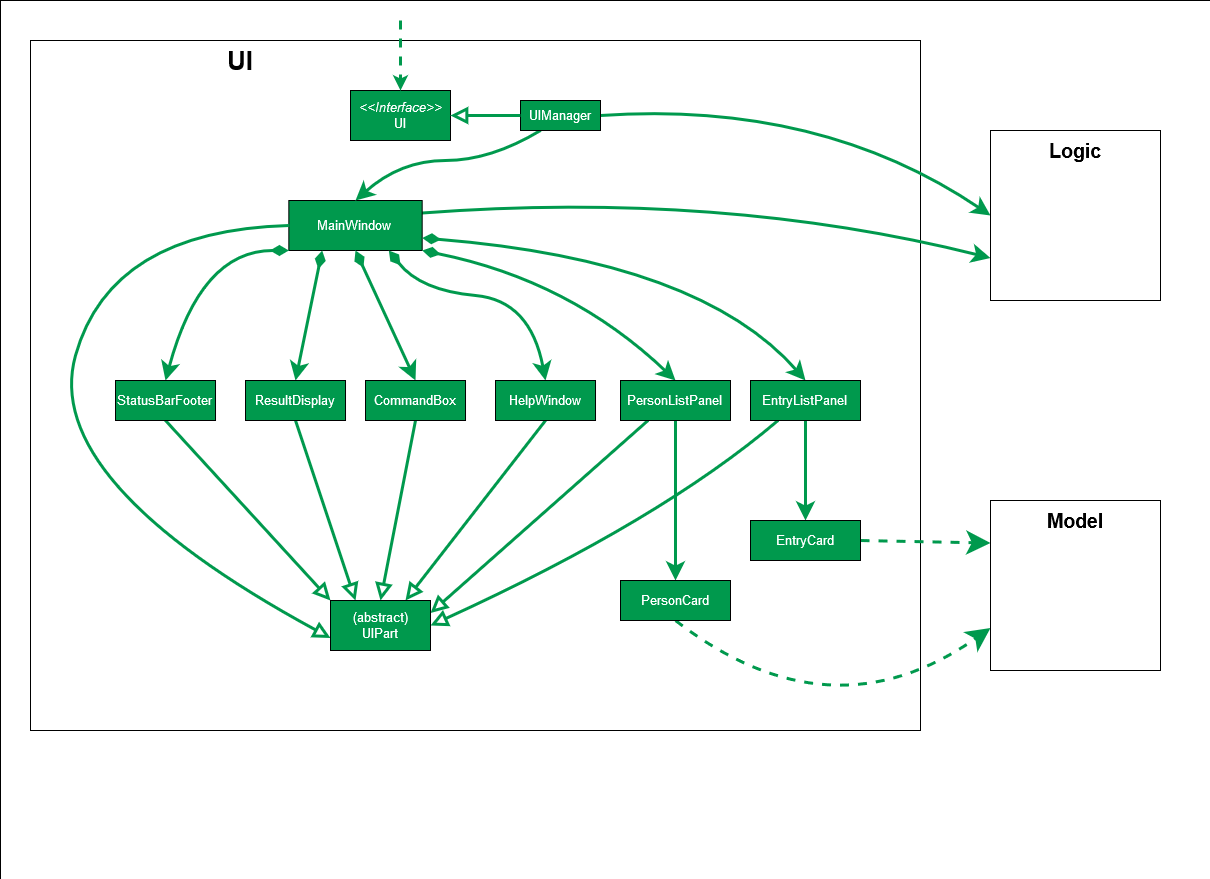 UI
<<Interface>>
UI
UIManager
Logic
MainWindow
StatusBarFooter
ResultDisplay
CommandBox
HelpWindow
PersonListPanel
EntryListPanel
Model
EntryCard
PersonCard
(abstract)
UIPart